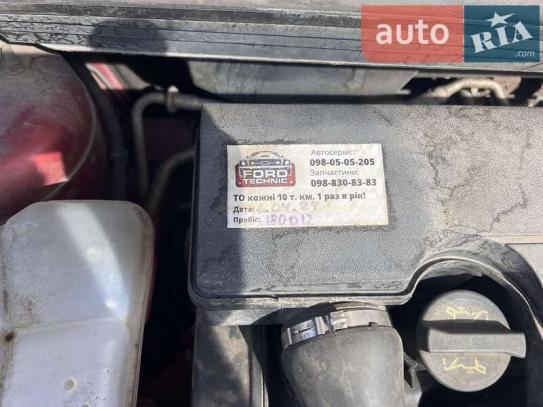 auto RIA .com
FORD
TECHNIC
Автосервіс:
098-05-05-205
Запчастини:
098-830-83-83
ТО кожні 10 т. км. 1 раз в рік!
Дата:
Пробіг: 180012